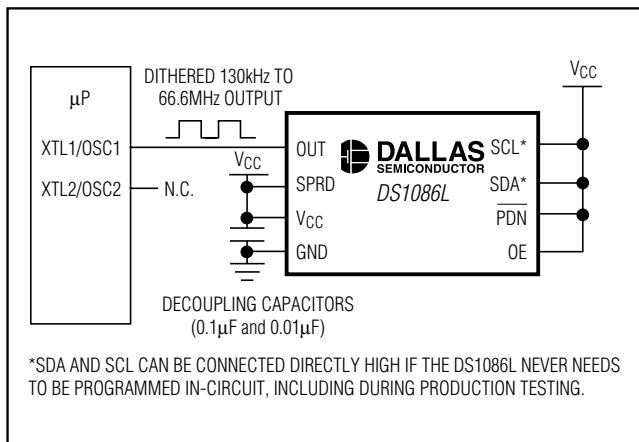 DITHERED 130kHz TO
66.6MHz OUTPUT
VCC
μP
XTL1/OSC1
OUT
DALLAS
SEMICONDUCTOR
DS1086L
SCL*
VCC
XTL2/OSC2
N.C.
SPRD
SDA*
VCC
PDN
GND
OE
DECOUPLING CAPACITORS
(0.1μF and 0.01μF)
*SDA AND SCL CAN BE CONNECTED DIRECTLY HIGH IF THE DS1086L NEVER NEEDS
TO BE PROGRAMMED IN-CIRCUIT, INCLUDING DURING PRODUCTION TESTING.